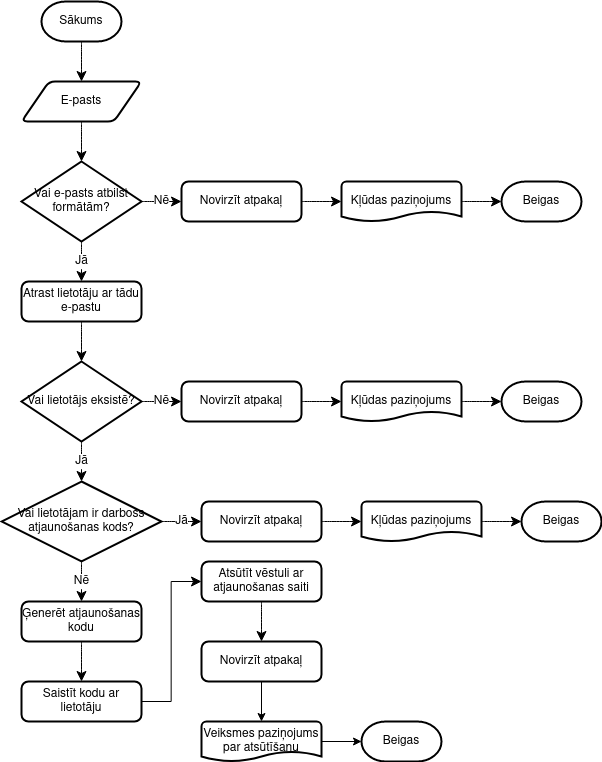 Sākums
E-pasts
Vai e-pasts atbilst
formātām?
Nē
Novirzīt atpakaļ
Kļūdas paziņojums
Beigas
Jā
Atrast lietotāju ar tādu
e-pastu
Vai lietotājs eksistē?
Nē
Novirzīt atpakaļ
Kļūdas paziņojums
Beigas
Jā
Vai lietotājam ir darboss
atjaunošanas kods?
Jā
Novirzīt atpakaļ
Kļūdas paziņojums
Beigas
Nē
Ģenerēt atjaunošanas
kodu
Saistīt kodu ar
lietotāju
Atsūtīt vēstuli ar
atjaunošanas saiti
Novirzīt atpakaļ
Veiksmes paziņojums
par atsūtīšanu
Beigas